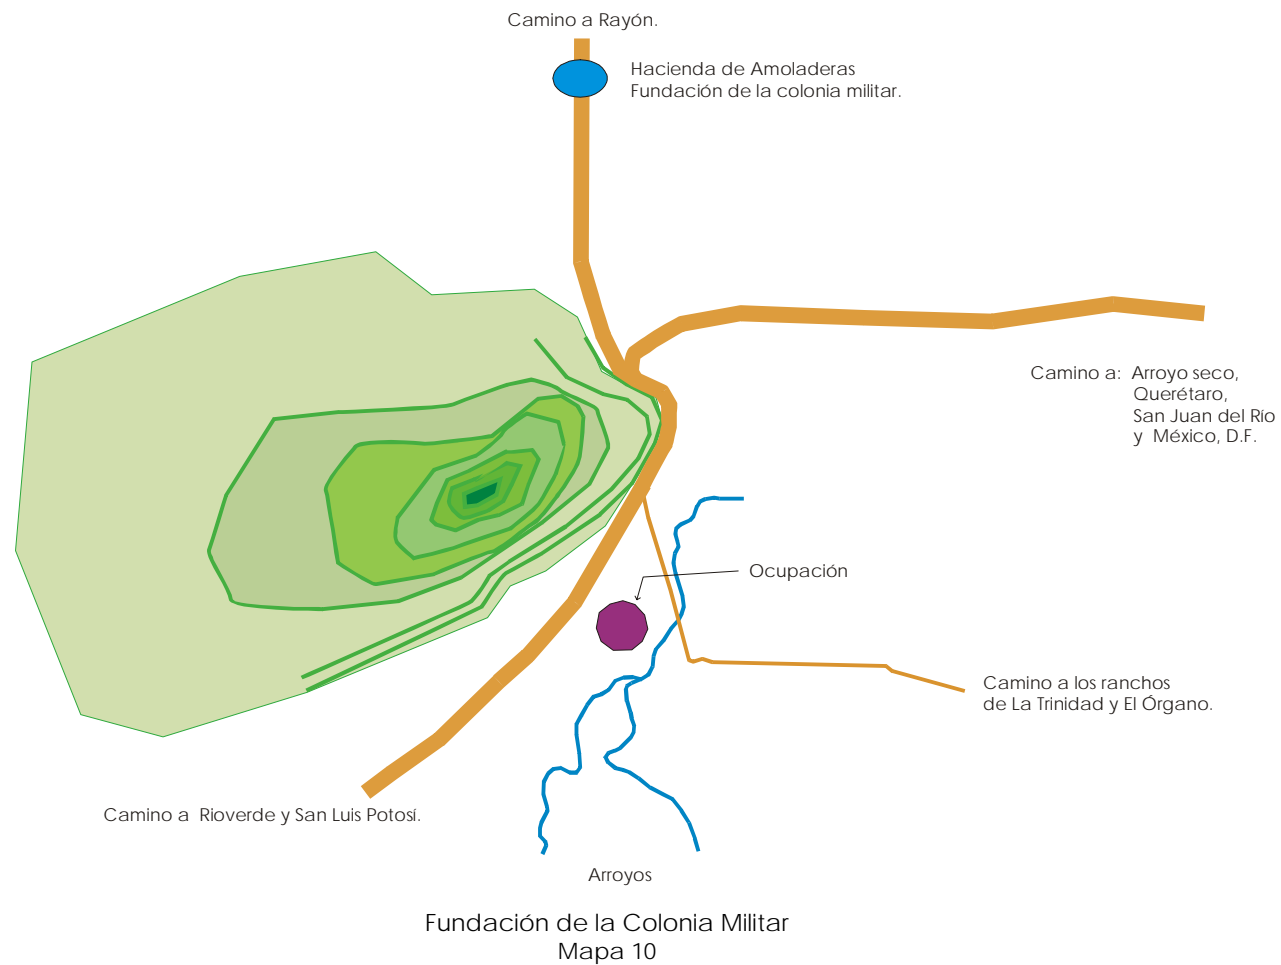 Camino a Rayón.
Hacienda de Amoladeras
Fundación de la colonia militar.
Camino a: Arroyo seco,
Querétaro,
San Juan del Río
y México, D.F.
Ocupación
Camino a los ranchos
de La Trinidad y El Órgano.
Camino a Rioverde y San Luis Potosí.
Arroyos
Fundación de la Colonia Militar
Mapa 10